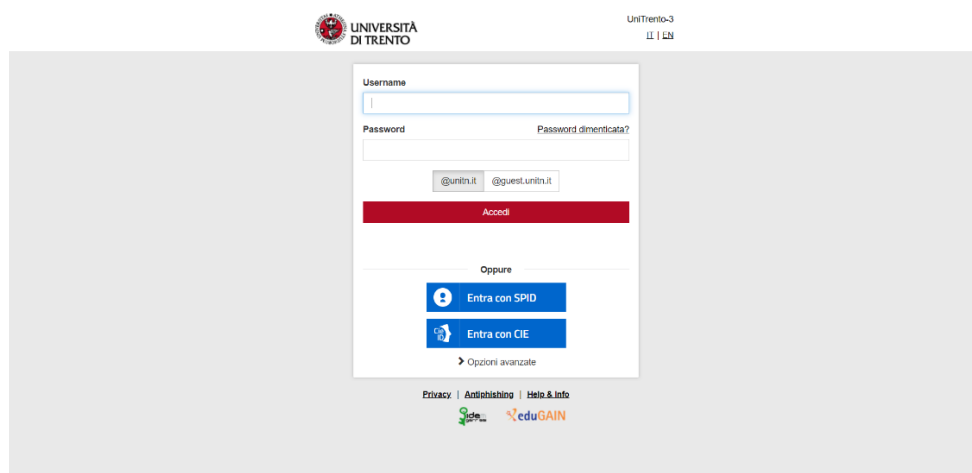 UNIVERSITÀ
DI TRENTO
UniTrento-3
IT | EN
Username
Password
Password dimenticata?
@unitn.it
@guest.unitn.it
Accedi
Oppure
Entra con SPID
Entra con CIE
Opzioni avanzate
Privacy | Antiphishing | Help & Info
eduGAIN